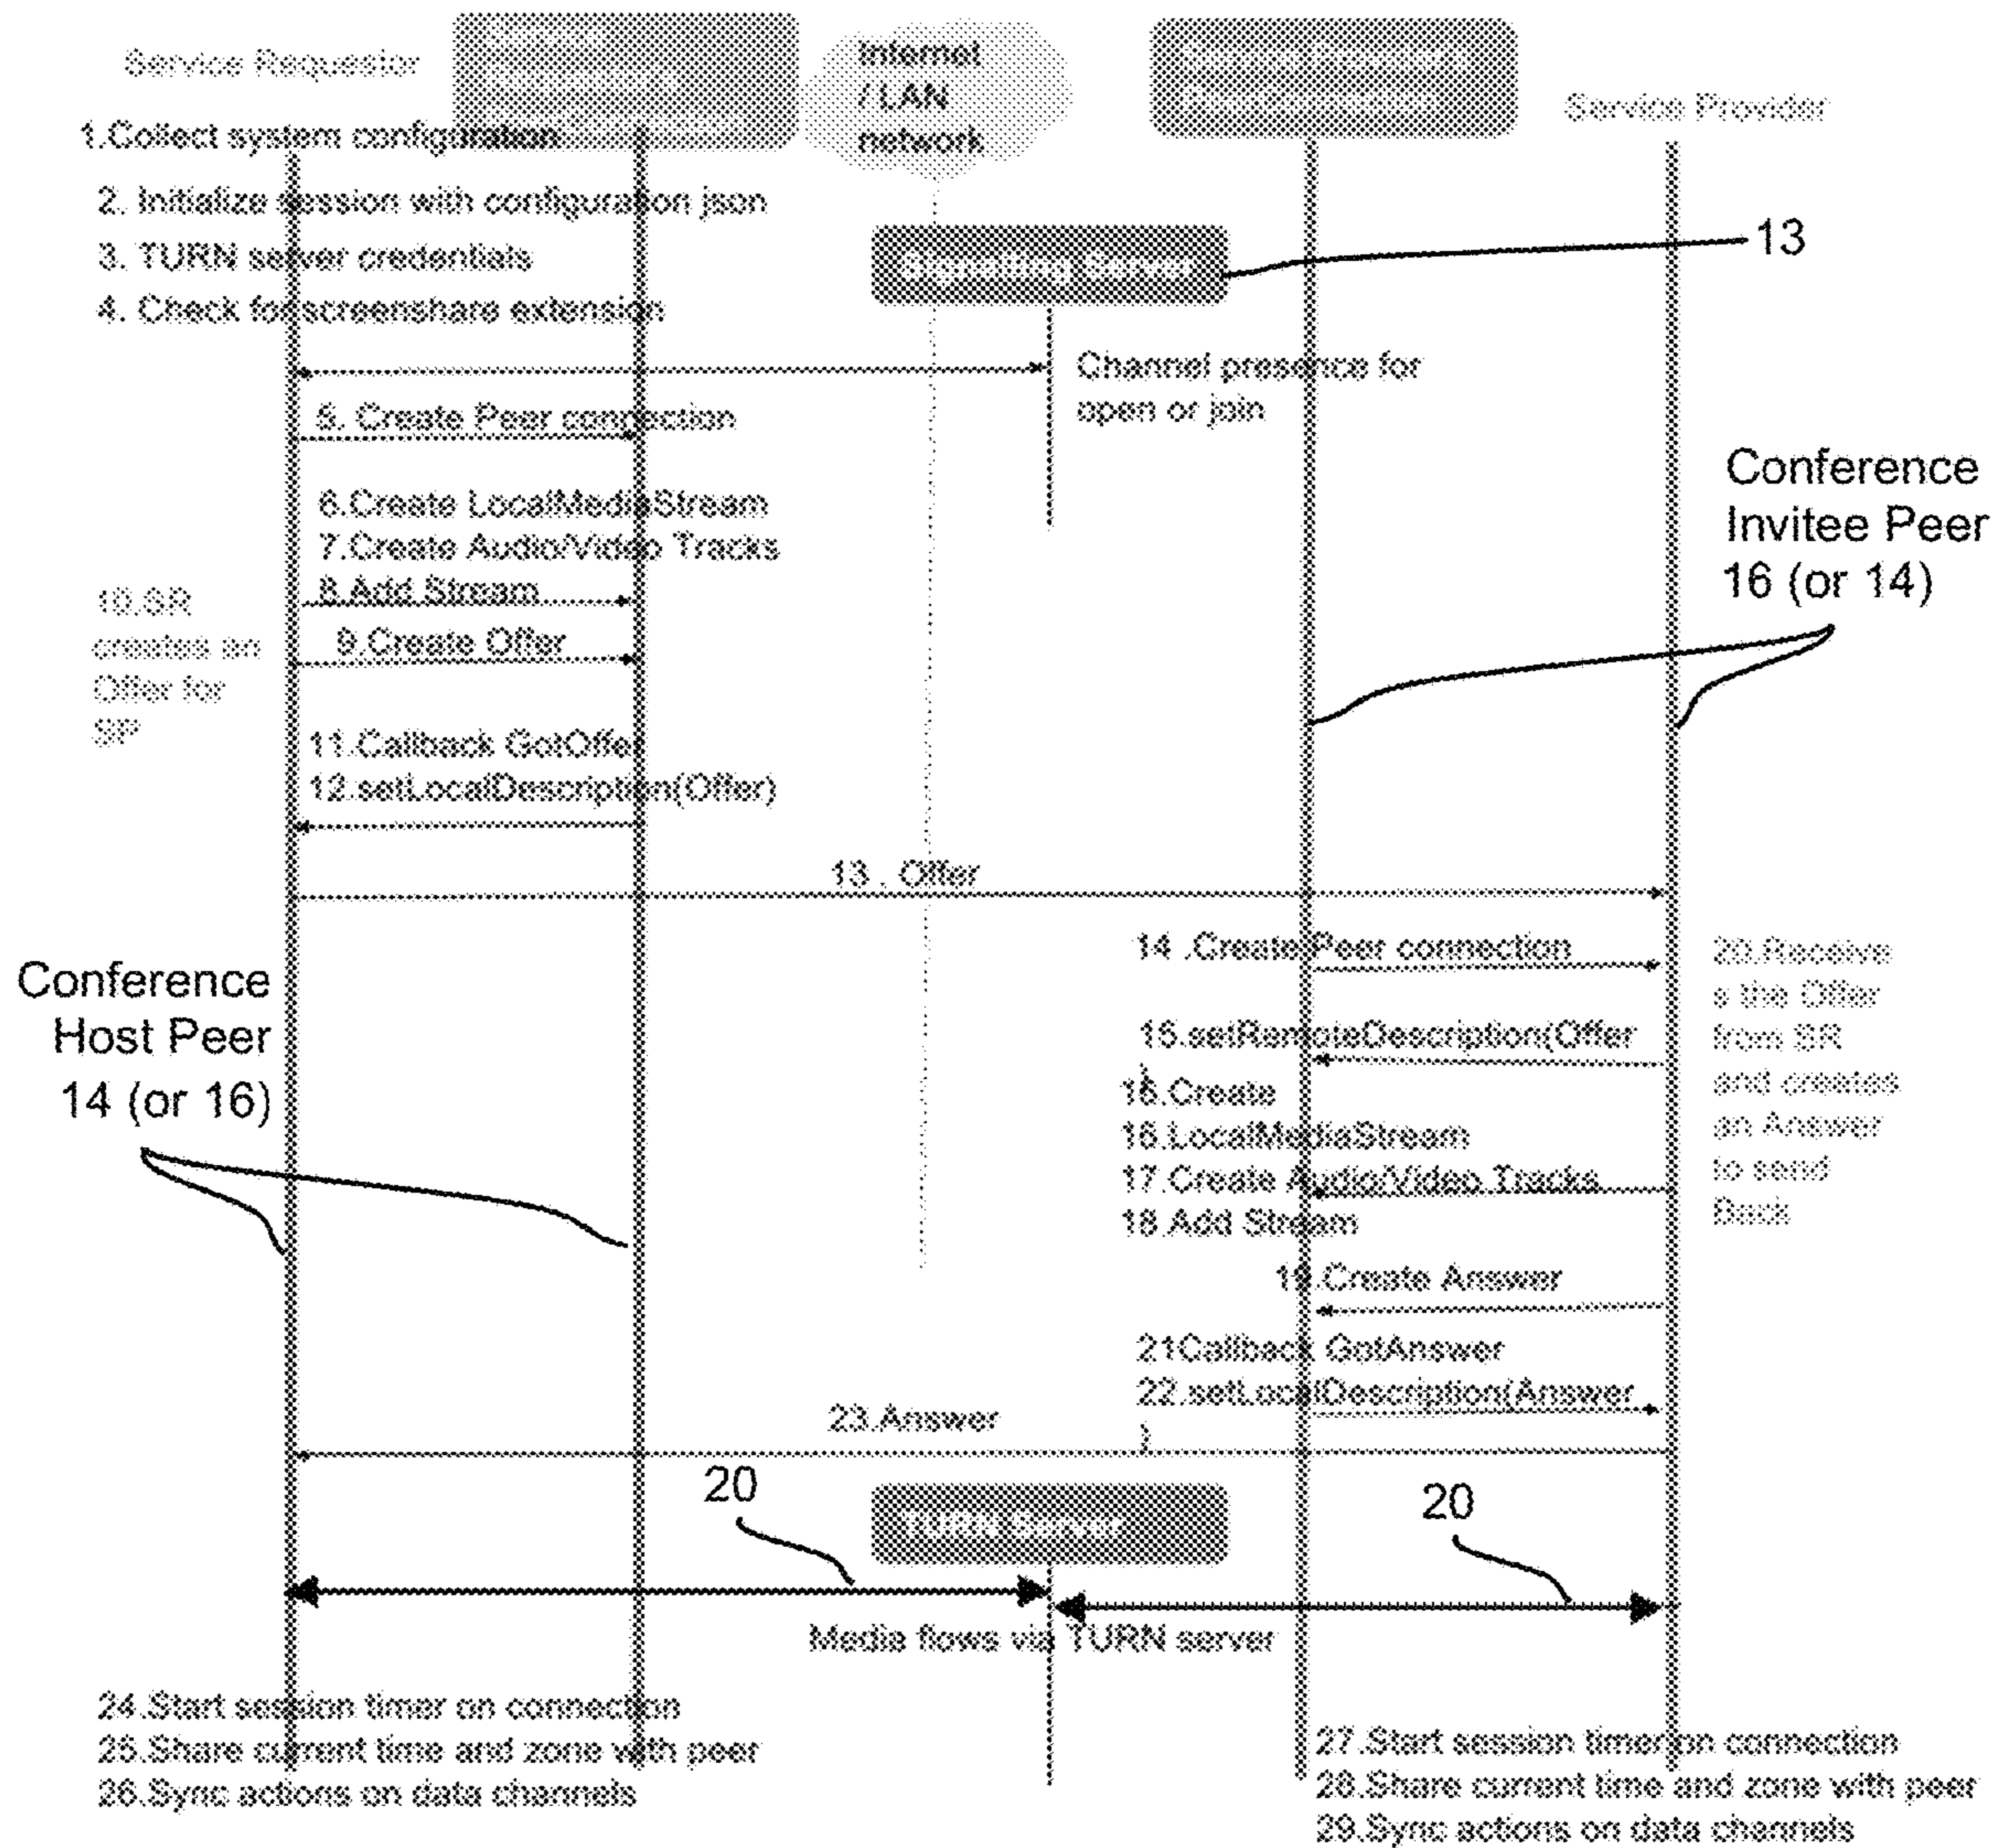 Service Requestor
Internet
/ LAN
network
Service Provider
1.Collect system configuration
2. Initialize session with configuration json
3. TURN server credentials
4. Check for screenshare extension
Signalling Server
13
Channel presence for
open or join
5. Create Peer connection
6.Create LocalMediaStream
7.Create Audio/Video Tracks
8.Add Stream
9.Create Offer
10.SR
creates an
Offer for
SP
Conference
Invitee Peer
16 (or 14)
11.Callback GotOffer
12.setLocalDescription(Offer)
13 . Offer
Conference
Host Peer
14 (or 16)
14 .Create Peer connection
15.setRemoteDescription(Offer
)
16.Create
16.LocalMediaStream
17.Create Audio/Video Tracks
18.Add Stream
19.Create Answer
20.Receive
s the Offer
from SR
and creates
an Answer
to send
Back
21Callback GotAnswer
22.setLocalDescription(Answer
)
23.Answer
20
TURN Server
20
Media flows via TURN server
24.Start session timer on connection
25.Share current time and zone with peer
26.Sync actions on data channels
27.Start session timer on connection
28.Share current time and zone with peer
29.Sync actions on data channels